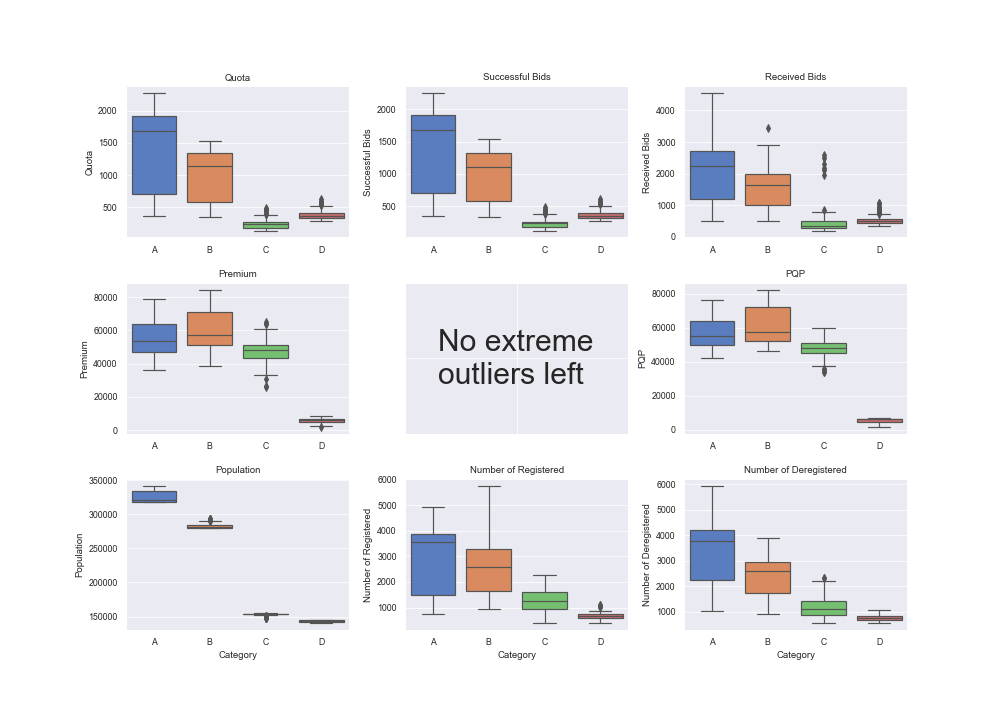 Quota
Quota
2000
1500
1000
500
A B C D
Successful Bids
Successful Bids
2000
1500
1000
500
A B C D
Received Bids
Received Bids
4000
3000
2000
1000
0
A B C D
Premium
Premium
80000
60000
40000
20000
0
A B C D
No extreme
outliers left
PQP
PQP
80000
60000
40000
20000
0
A B C D
Population
Population
350000
300000
250000
200000
150000
A B C D
Category
Number of Registered
Number of Registered
6000
5000
4000
3000
2000
1000
A B C D
Number of Deregistered
Number of Deregistered
6000
5000
4000
3000
2000
1000
A B C D
Category